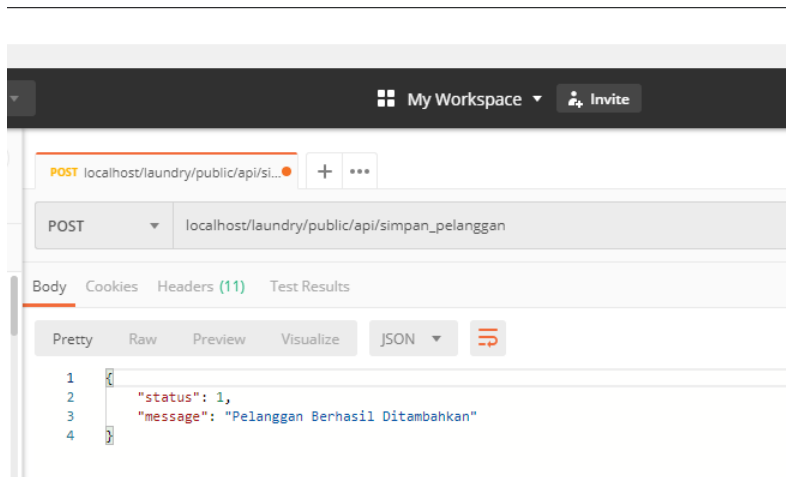 My Workspace Invite
POST localhost/laundry/public/api/si... + •••
POST localhost/laundry/public/api/simpan_pelanggan
Body Cookies Headers (11) Test Results
Pretty Raw Preview Visualize JSON
1 {
2 "status": 1,
3 "message": "Pelanggan Berhasil Ditambahkan"
4 }